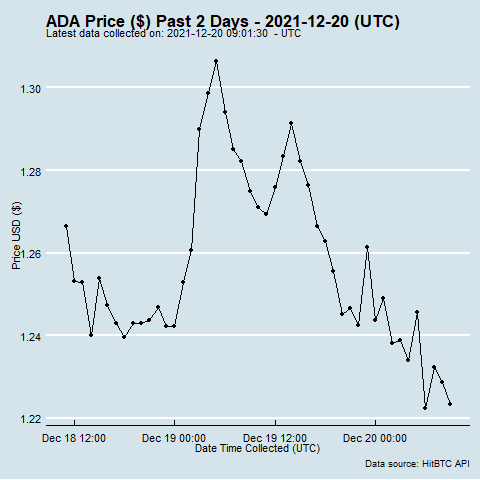 ADA Price ($) Past 2 Days - 2021-12-20 (UTC)
Latest data collected on: 2021-12-20 09:01:30 - UTC
1.30
1.28
1.26
1.24
1.22
Price USD ($)
Dec 18 12:00
Dec 19 00:00
Dec 19 12:00
Dec 20 00:00
Date Time Collected (UTC)
Data source: HitBTC API